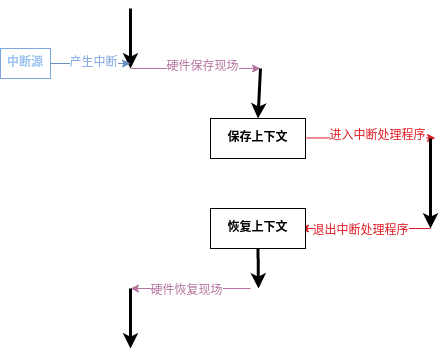 中断源
产生中断
硬件保存现场
保存上下文
进入中断处理程序
恢复上下文
退出中断处理程序
硬件恢复现场